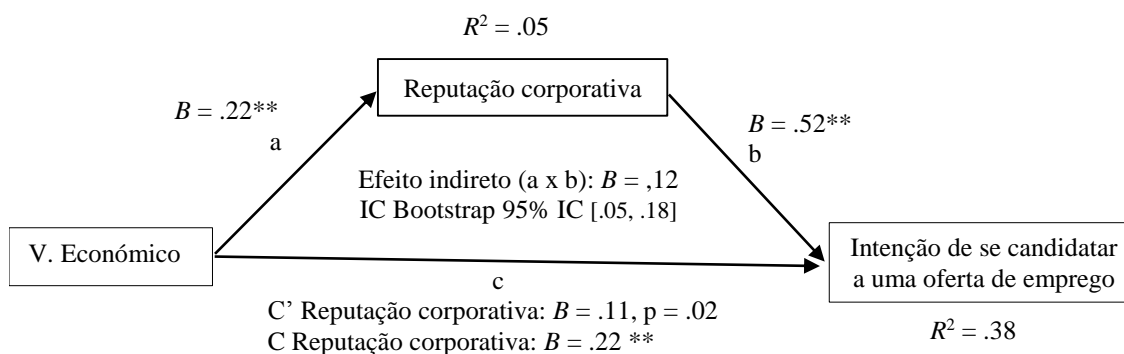 R² = .05
Reputação corporativa
B = .22**
a
B = .52**
b
Efeito indireto (a x b): B = ,12
IC Bootstrap 95% IC [.05, .18]
V. Económico
Intenção de se candidatar
a uma oferta de emprego
c
C’ Reputação corporativa: B = .11, p = .02
C Reputação corporativa: B = .22 **
R² = .38